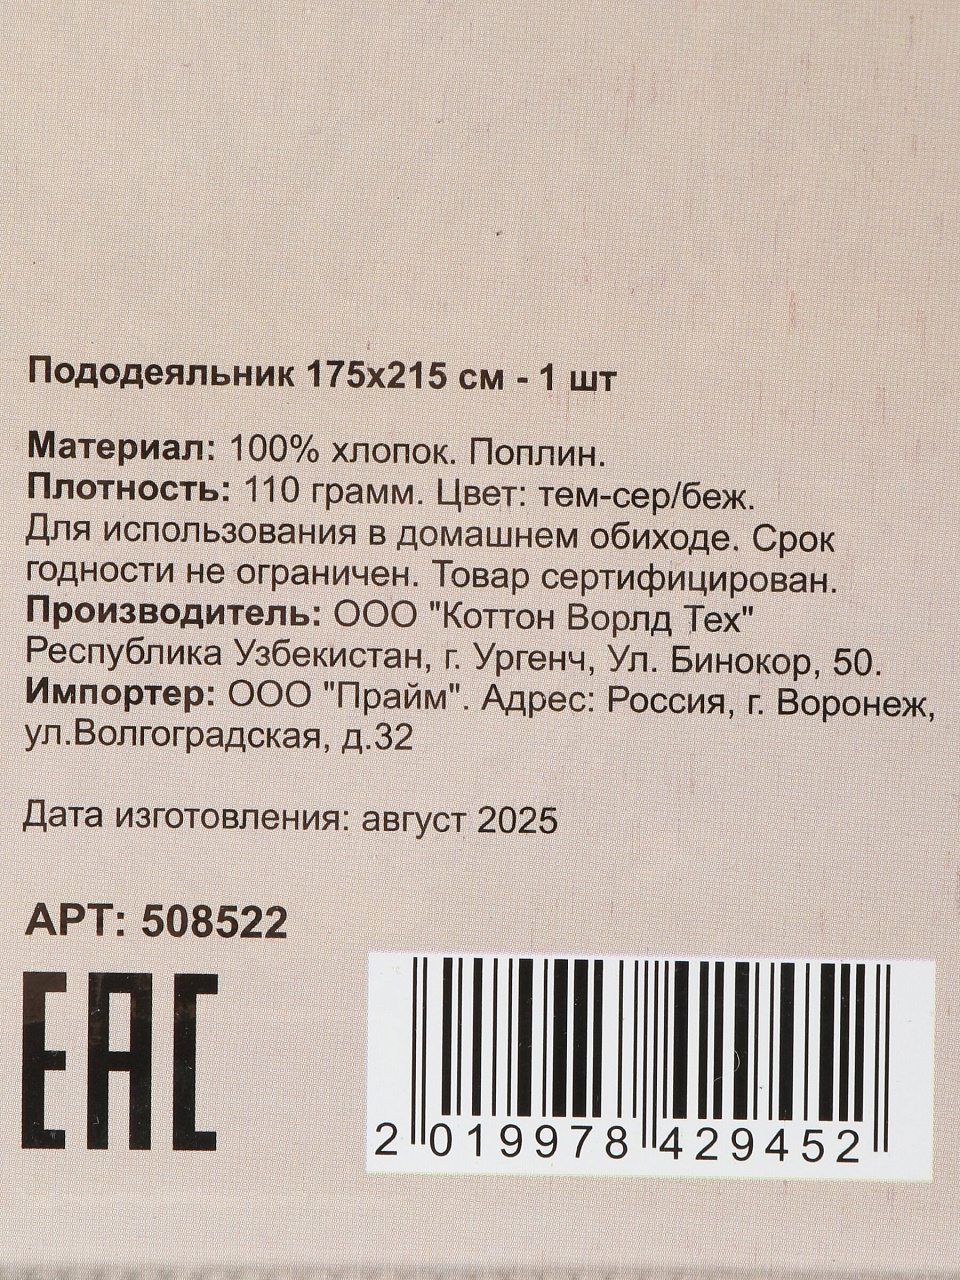 Пододеяльник 175х215 см - 1 шт
Материал: 100% хлопок. Поплин.
Плотность: 110 грамм. Цвет: тем-сер/беж.
Для использования в домашнем обиходе. Срок
годности не ограничен. Товар сертифицирован.
Производитель: ООО "Коттон Ворлд Тех"
Республика Узбекистан, г. Ургенч, Ул. Бинокор, 50.
Импортер: ООО "Прайм". Адрес: Россия, г. Воронеж,
ул.Волгоградская, д.32
Дата изготовления: август 2025
АРТ: 508522
ЕАС
2 019978 429452